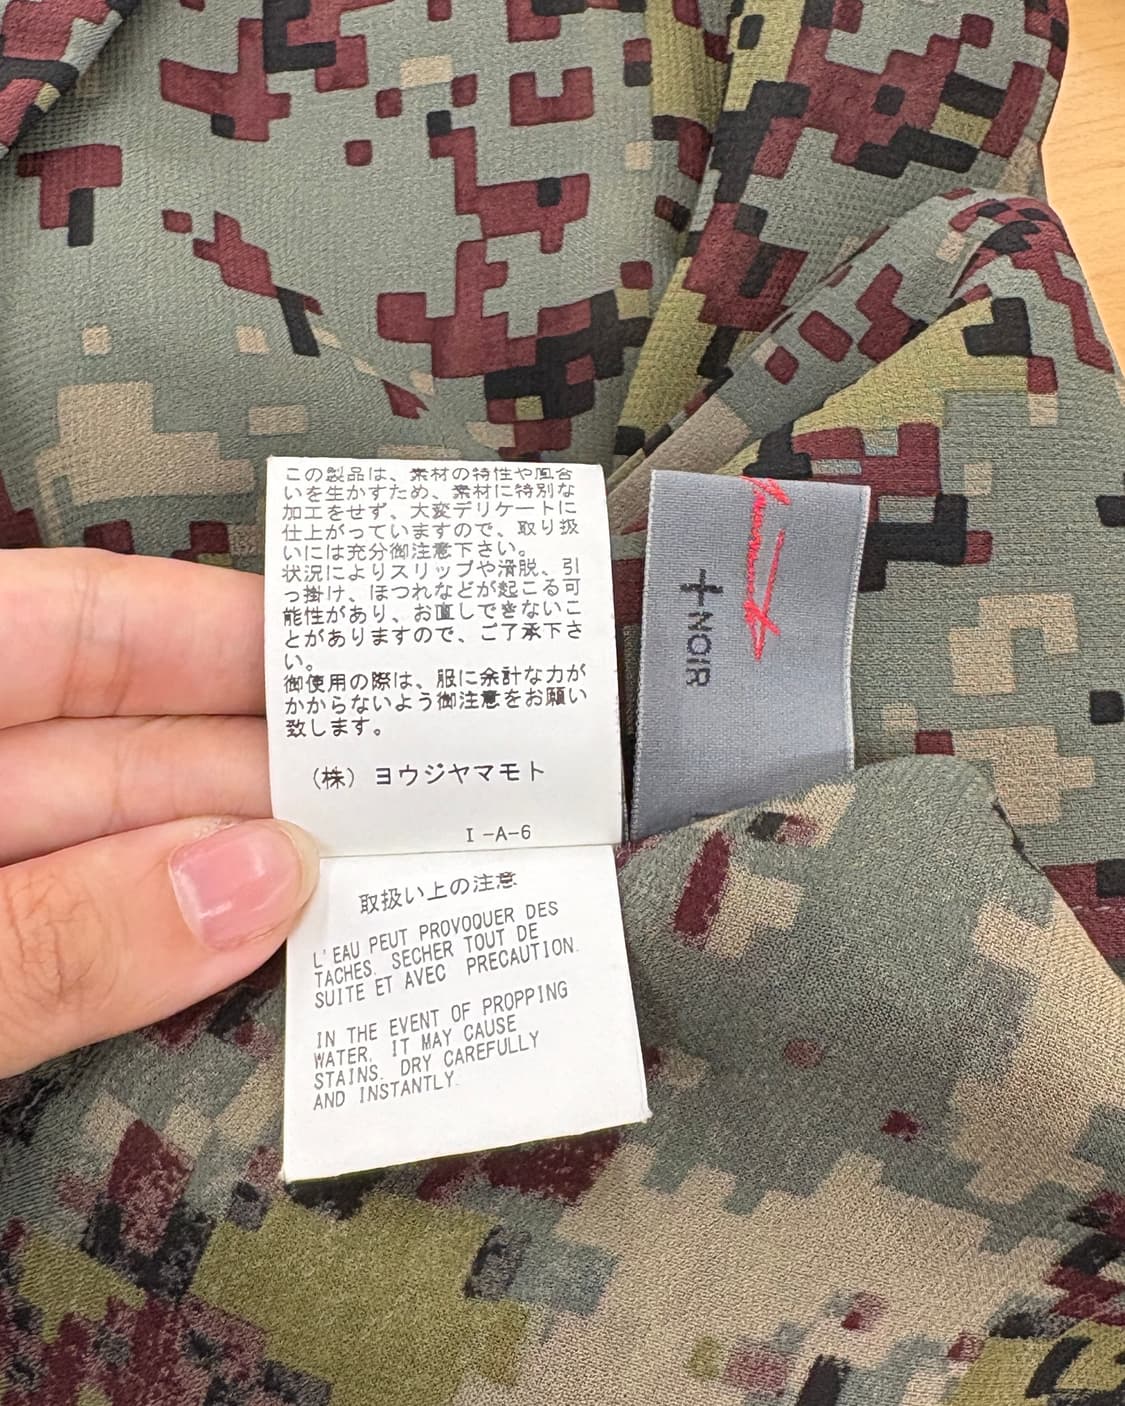 この製品は、素材の特性や風合
いを生かすため、素材に特別な
加工をせず、大変デリケートに
仕上がっていますので、取り扱
いには充分御注意下さい。
状況によりスリップや滑脱、引
っ掛け、ほつれなどが起こる可
能性があり、お直しできないこ
とがありますので、ご了承下さ
い。
御使用の際は、服に余計な力が
かからないよう御注意をお願い
致します。
（株）ヨウジヤマモト
I-A-6
取扱い上の注意
L'EAU PEUT PROVOQUER DES
TACHES. SECHER TOUT DE
SUITE ET AVEC PRECAUTION.
IN THE EVENT OF PROPPING
WATER, IT MAY CAUSE
STAINS. DRY CAREFULLY
AND INSTANTLY.
+NOIR